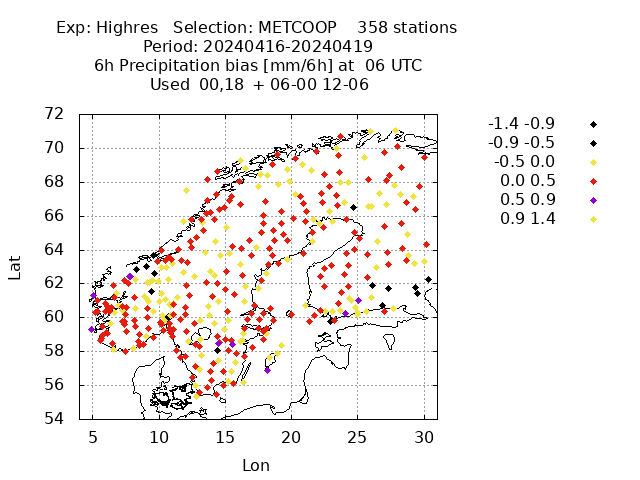 Exp: Highres   Selection: METCOOP    358 stations
Period: 20240416-20240419
6h Precipitation bias [mm/6h] at  06 UTC
Used  00,18  + 06-00 12-06
72
70
68
66
64
62
60
58
56
54
Lat
5 10 15 20 25 30
Lon
-1.4 -0.9
-0.9 -0.5
-0.5 0.0
0.0 0.5
0.5 0.9
0.9 1.4